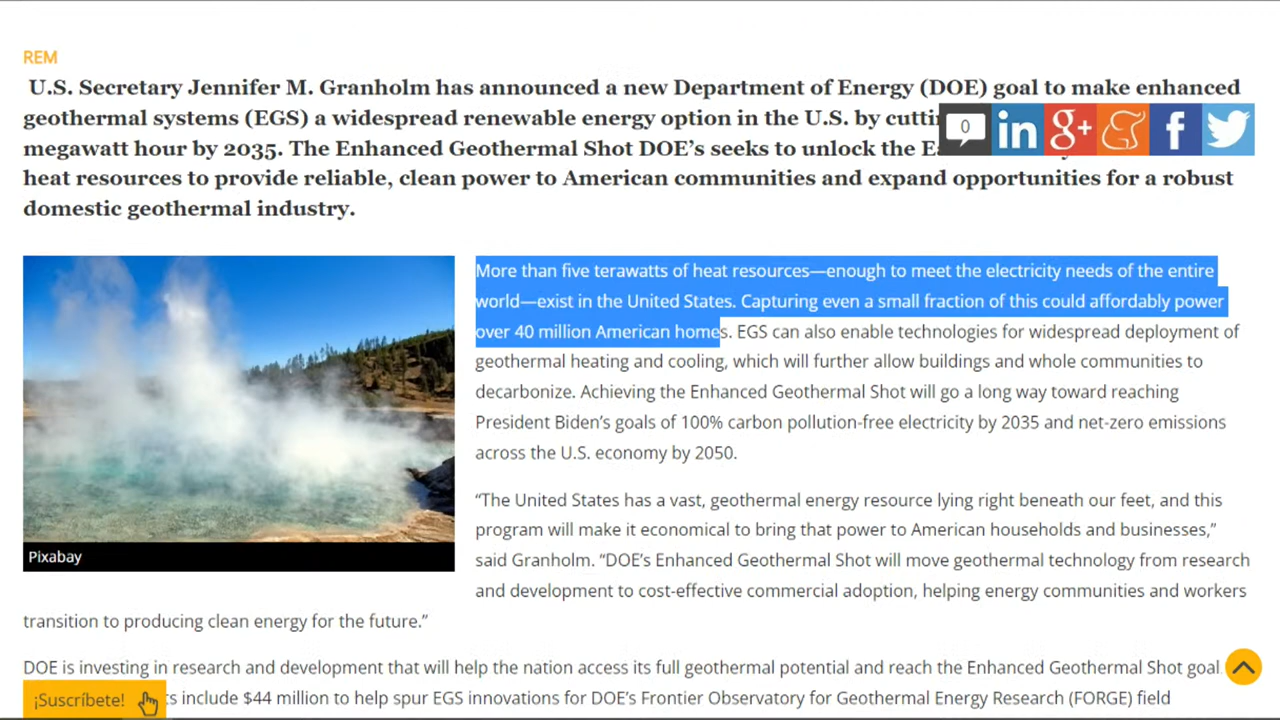 REM
U.S. Secretary Jennifer M. Granholm has announced a new Department of Energy (DOE) goal to make enhanced
geothermal systems (EGS) a widespread renewable energy option in the U.S. by
0
in
g+
f
megawatt hour by 2035. The Enhanced Geothermal Shot DOE’s seeks to unlock the
heat resources to provide reliable, clean power to American communities and expand opportunities for a robust
domestic geothermal industry.
More than five terawatts of heat resources—enough to meet the electricity needs of the entire
world—exist in the United States. Capturing even a small fraction of this could affordably power
over 40 million American homes. EGS can also enable technologies for widespread deployment of
geothermal heating and cooling, which will further allow buildings and whole communities to
decarbonize. Achieving the Enhanced Geothermal Shot will go a long way toward reaching
President Biden’s goals of 100% carbon pollution-free electricity by 2035 and net-zero emissions
across the U.S. economy by 2050.
“The United States has a vast, geothermal energy resource lying right beneath our feet, and this
program will make it economical to bring that power to American households and businesses,”
Pixabay
said Granholm. “DOE’s Enhanced Geothermal Shot will move geothermal technology from research
and development to cost-effective commercial adoption, helping energy communities and workers
transition to producing clean energy for the future.”
DOE is investing in research and development that will help the nation access its full geothermal potential and reach the Enhanced Geothermal Shot goal
¡Suscríbete!
include $44 million to help spur EGS innovations for DOE’s Frontier Observatory for Geothermal Energy Research (FORGE) field